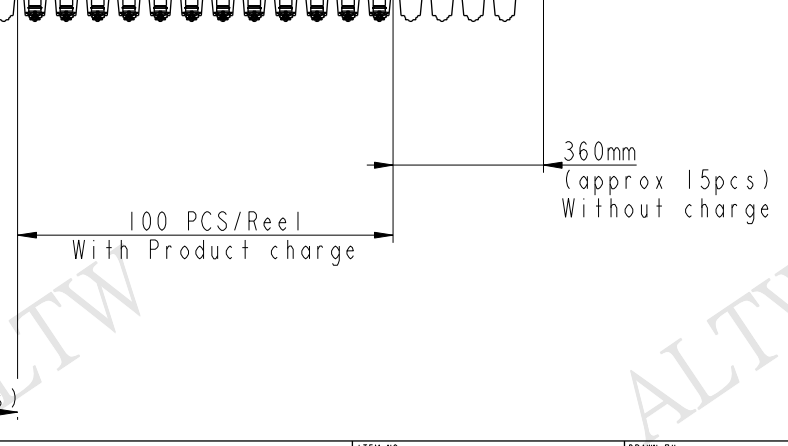 360mm
(approx 15pcs)
Without charge
100 PCS/Reel
With Product charge
ALTW
ALTW
)